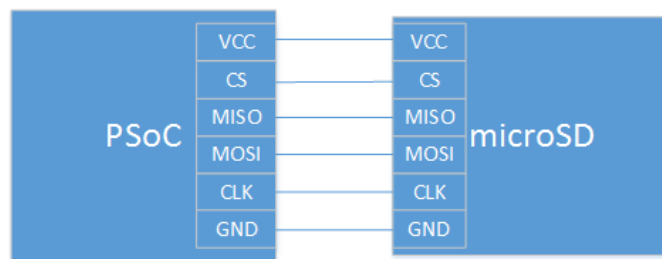 VCC VCC
CS CS
MISO MISO
PSoC microSD
MOSI MOSI
CLK CLK
GND GND